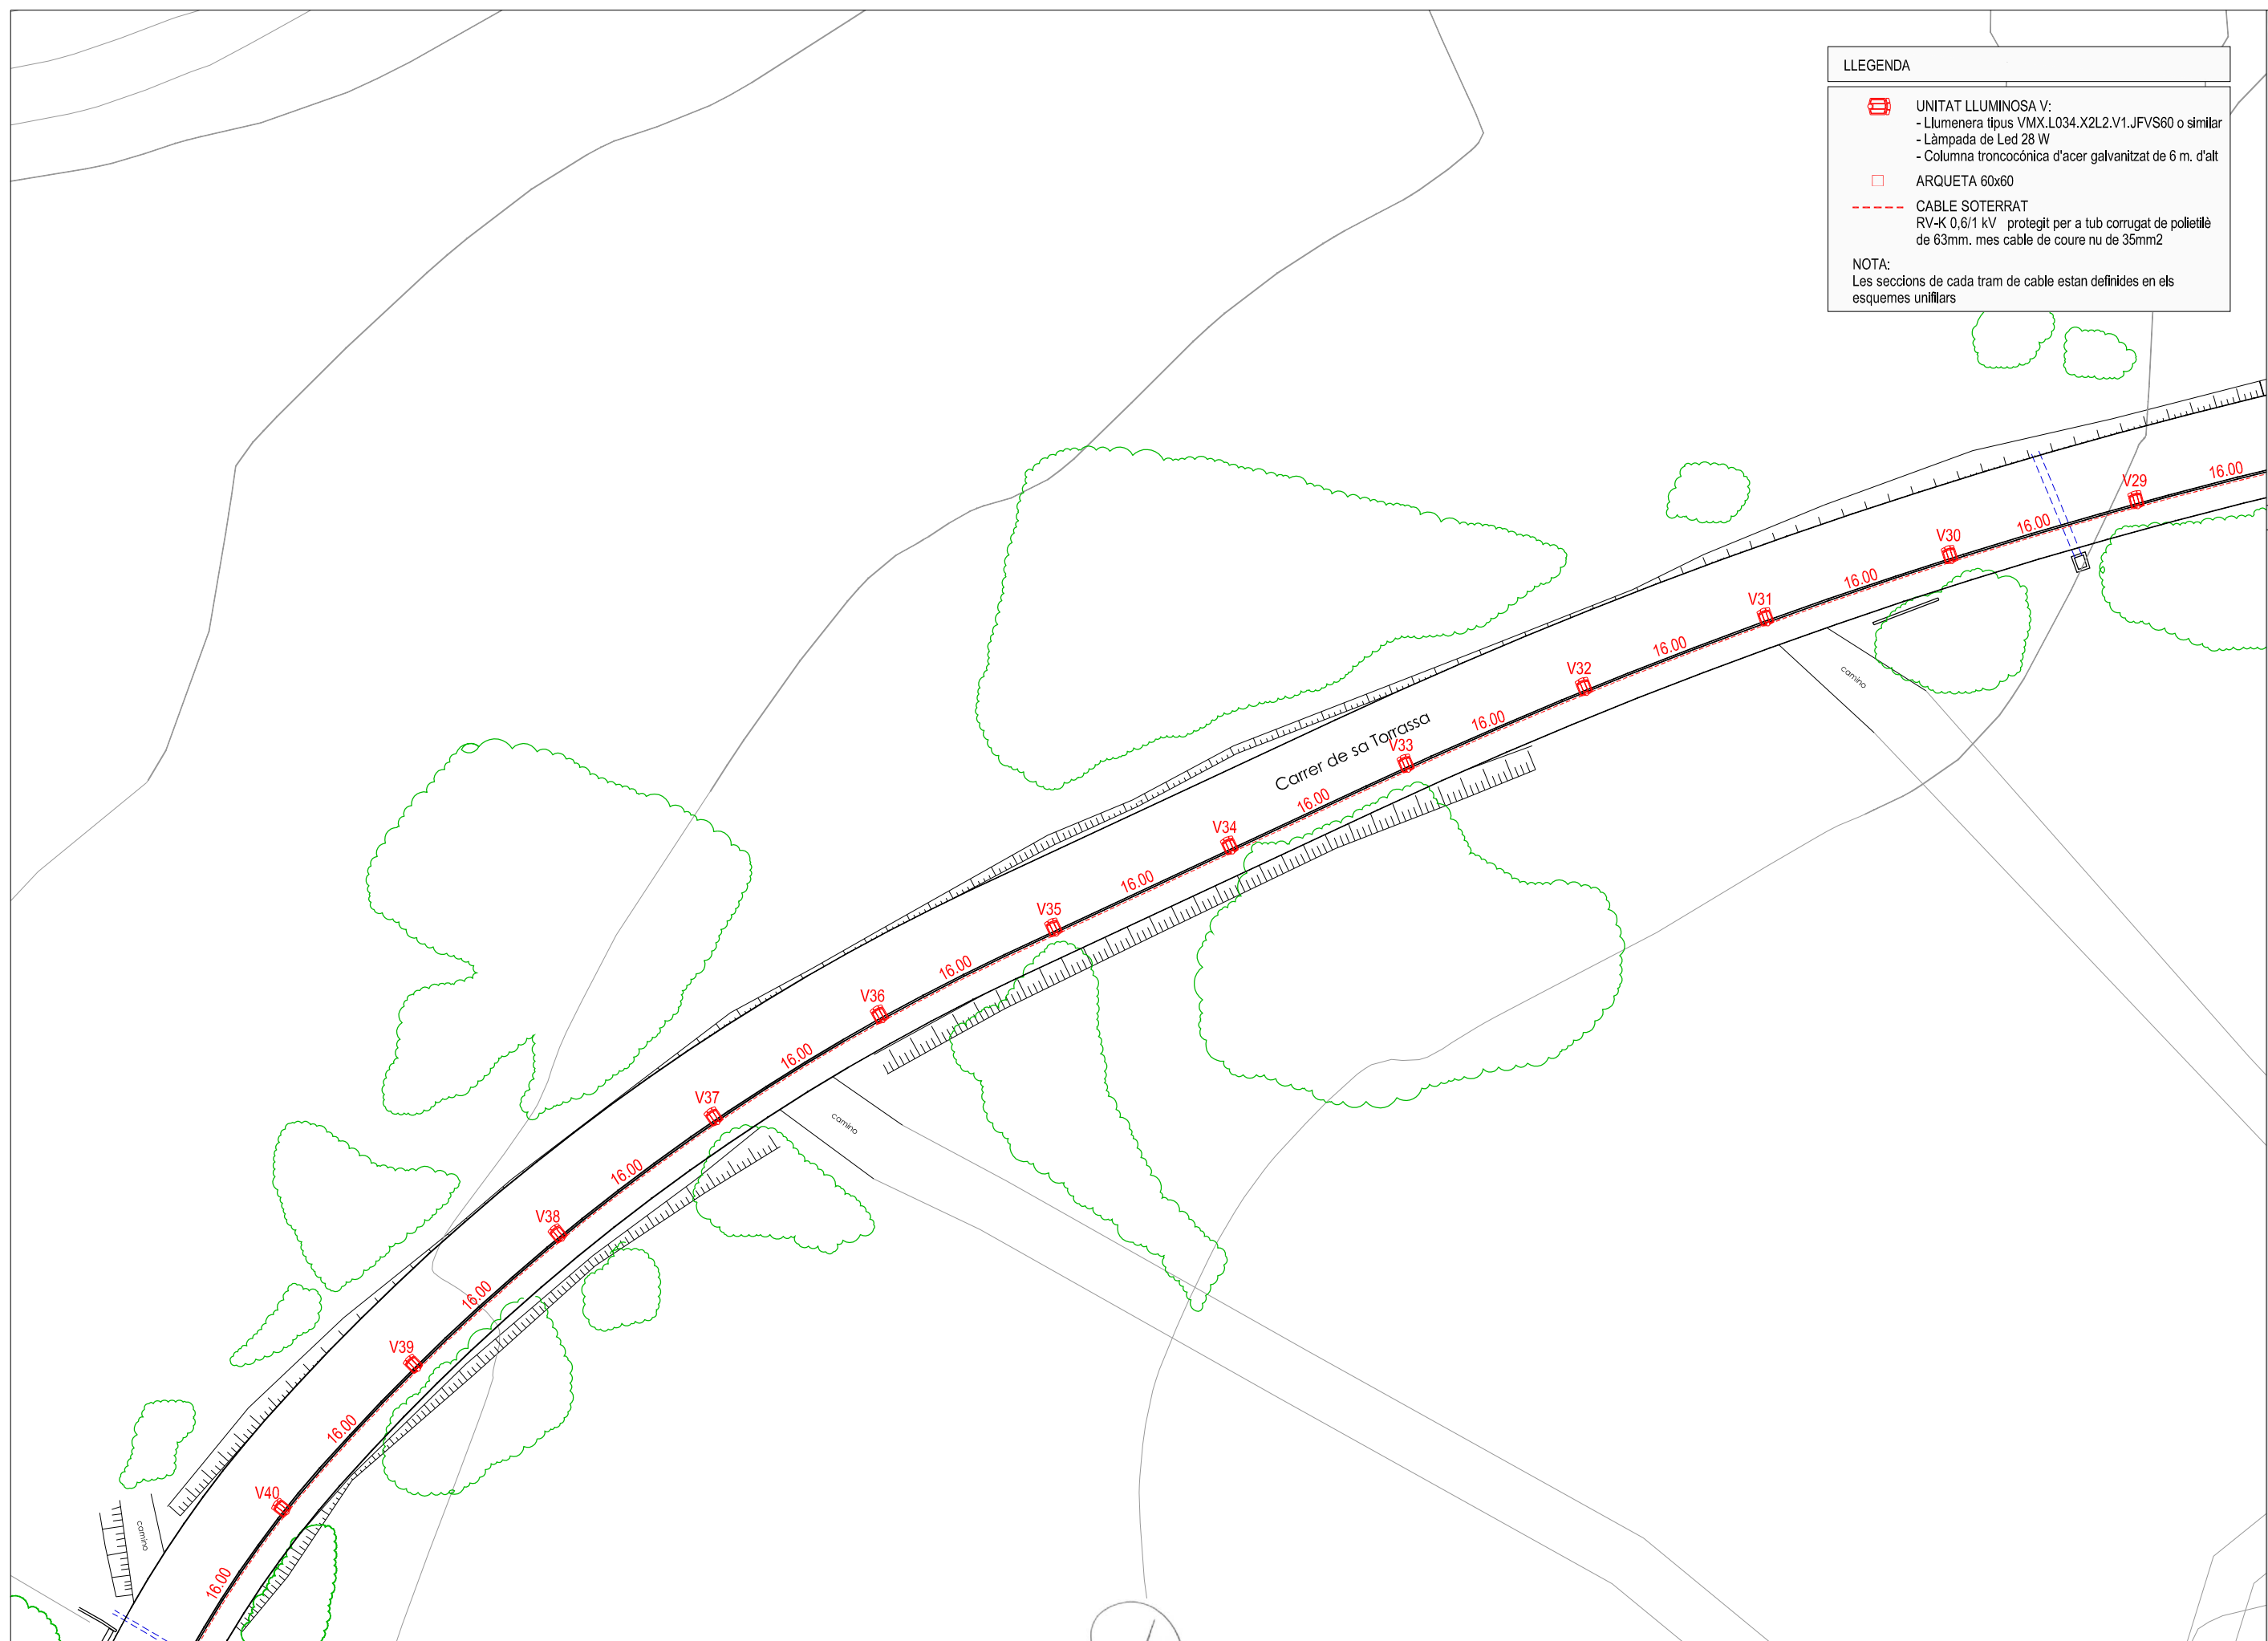 LLEGENDA
UNITAT LLUMINOSA V:
- Llumenera tipus VMX.L034.X2L2.V1.JFVS60 o similar
- Làmpada de Led 28 W
- Columna troncocónica d'acer galvanitzat de 6 m. d'alt
ARQUETA 60x60
CABLE SOTERRAT
RV-K 0,6/1 kV protegit per a tub corrugat de polietilè
de 63mm. mes cable de coure nu de 35mm2
NOTA:
Les seccions de cada tram de cable estan definides en els
esquemes unifilars
16.00
V29
16.00
V30
16.00
V31
camino
16.00
V32
16.00
Carrer de sa Torrassa
V33
16.00
V34
16.00
V35
16.00
V36
16.00
V37
camino
16.00
V38
16.00
V39
16.00
V40
camino
16.00